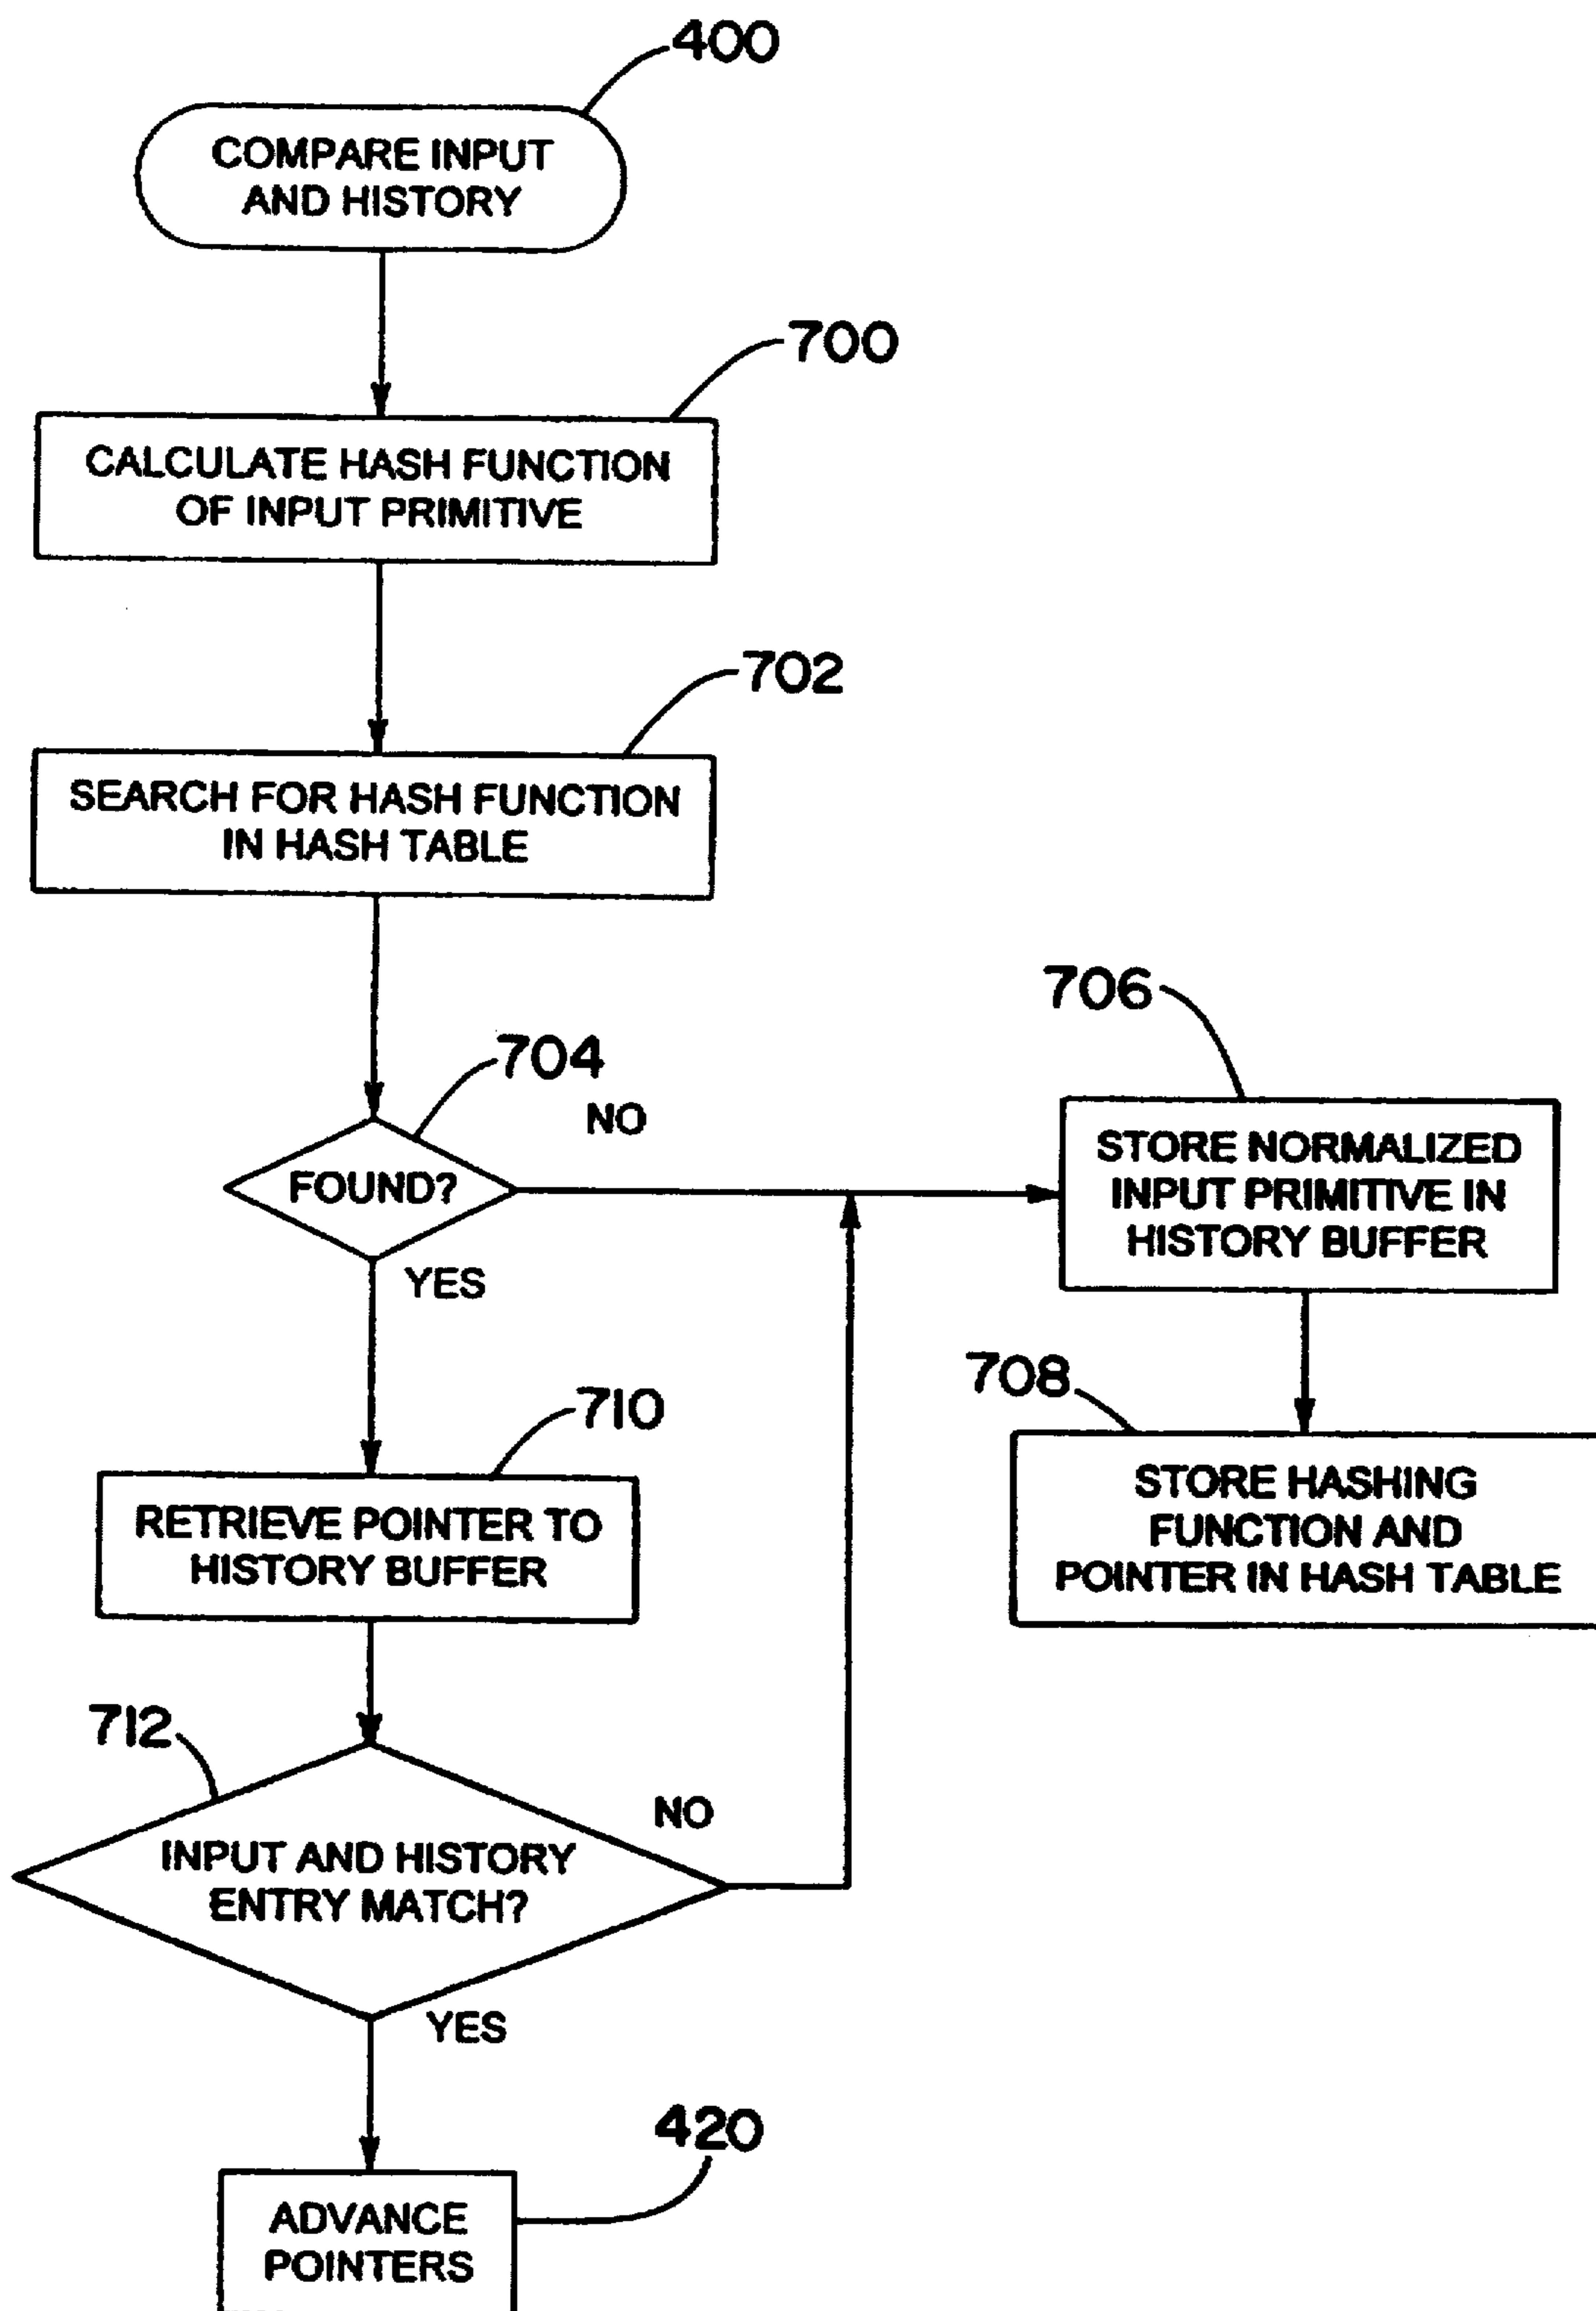 400
COMPARE INPUT
AND HISTORY
700
CALCULATE HASH FUNCTION
OF INPUT PRIMITIVE
702
SEARCH FOR HASH FUNCTION
IN HASH TABLE
704
FOUND?
NO
YES
706
STORE NORMALIZED
INPUT PRIMITIVE IN
HISTORY BUFFER
708
STORE HASHING
FUNCTION AND
POINTER IN HASH TABLE
710
RETRIEVE POINTER TO
HISTORY BUFFER
712
INPUT AND HISTORY
ENTRY MATCH?
NO
YES
420
ADVANCE
POINTERS